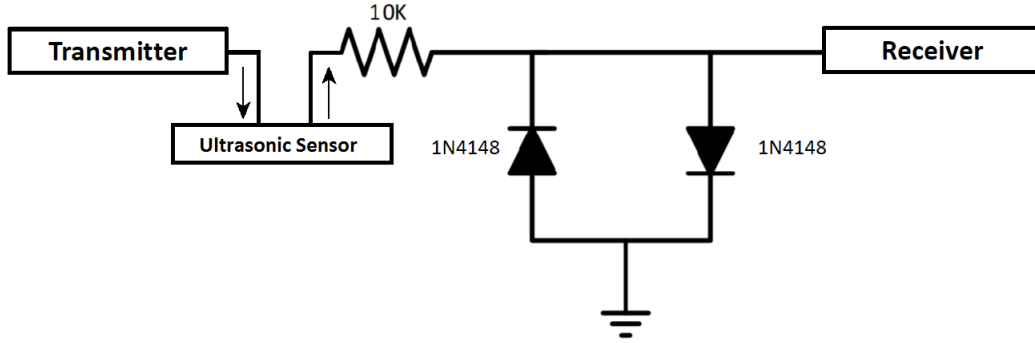 10K
Transmitter
Receiver
Ultrasonic Sensor
1N4148
1N4148